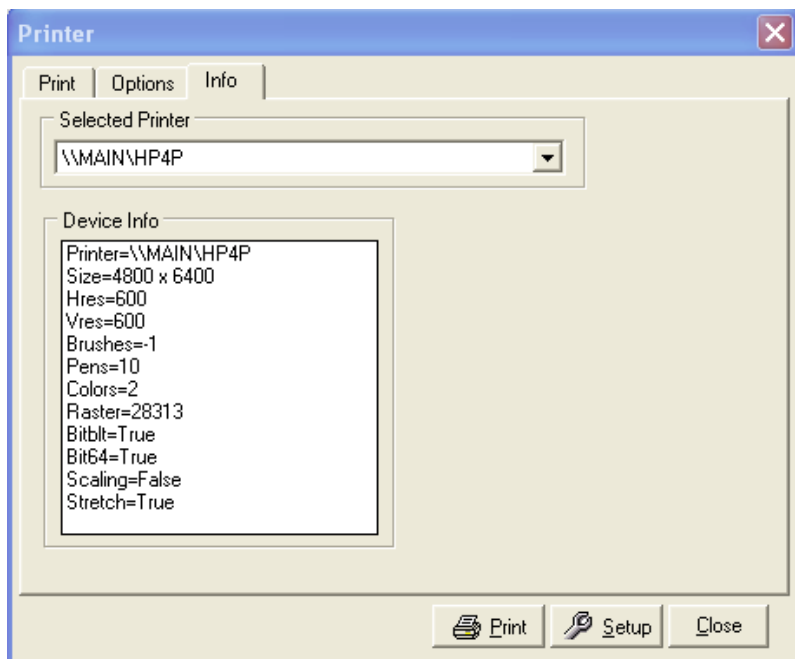 Printer
Print Options Info
Selected Printer
\\MAIN\HP4P
Device Info
Printer=\\MAIN\HP4P
Size=4800 x 6400
Hres=600
Vres=600
Brushes=-1
Pens=10
Colors=2
Raster=28313
Bitblt=True
Bit64=True
Scaling=False
Stretch=True
Print Setup Close